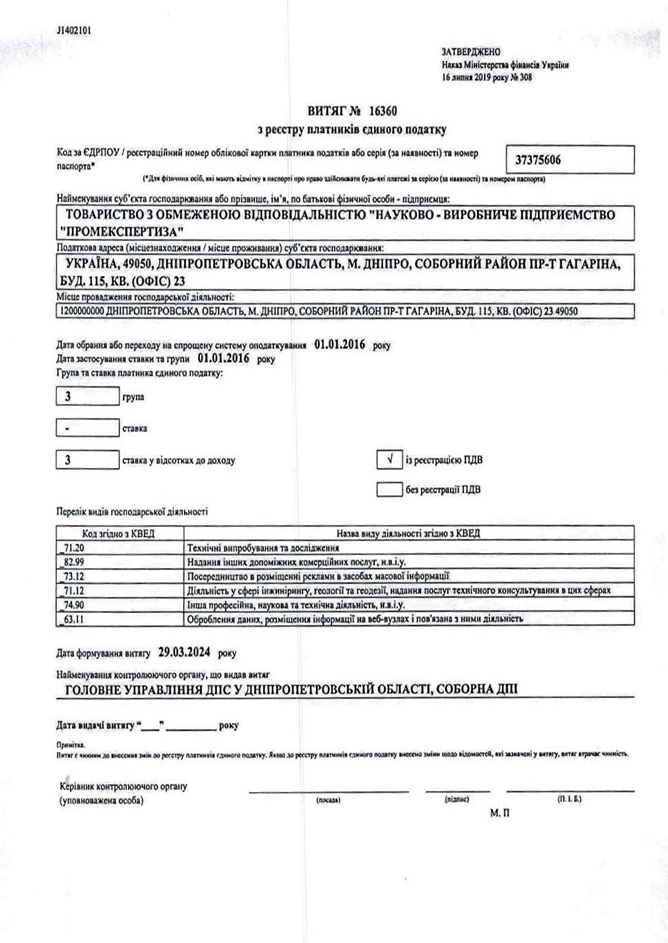 J1402101
ЗАТВЕРДЖЕНО
Наказ Міністерства фінансів України
16 липня 2019 року № 308
ВИТЯГ № 16360
з реєстру платників єдиного податку
Код за ЄДРПОУ / реєстраційний номер облікової картки платника податків або серія (за наявності) та номер
паспорта*
37375606
(*Для фізичних осіб, які мають відмітку в паспорті про право здійснювати будь-які платежі за серією (за наявності) та номером паспорта)
Найменування суб'єкта господарювання або прізвище, ім'я, по батькові фізичної особи - підприємця:
ТОВАРИСТВО З ОБМЕЖЕНОЮ ВІДПОВІДАЛЬНІСТЮ "НАУКОВО - ВИРОБНИЧЕ ПІДПРИЄМСТВО
"ПРОМЕКСПЕРТИЗА"
Податкова адреса (місцезнаходження / місце проживання) суб'єкта господарювання:
УКРАЇНА, 49050, ДНІПРОПЕТРОВСЬКА ОБЛАСТЬ, М. ДНІПРО, СОБОРНИЙ РАЙОН ПР-Т ГАГАРІНА,
БУД. 115, КВ. (ОФІС) 23
Місце провадження господарської діяльності:
1200000000 ДНІПРОПЕТРОВСЬКА ОБЛАСТЬ, М. ДНІПРО, СОБОРНИЙ РАЙОН ПР-Т ГАГАРІНА, БУД. 115, КВ. (ОФІС) 23 49050
Дата обрання або переходу на спрощену систему оподаткування 01.01.2016 року
Дата застосування ставки та групи 01.01.2016 року
Група та ставка платника єдиного податку:
3 група
- ставка
3 ставка у відсотках до доходу √ із реєстрацією ПДВ
без реєстрації ПДВ
Перелік видів господарської діяльності
Код згідно з КВЕД Назва виду діяльності згідно з КВЕД
_71.20 Технічні випробування та дослідження
_82.99 Надання інших допоміжних комерційних послуг, н.в.і.у.
_73.12 Посередництво в розміщенні реклами в засобах масової інформації
_71.12 Діяльність у сфері інжинірингу, геології та геодезії, надання послуг технічного консультування в цих сферах
_74.90 Інша професійна, наукова та технічна діяльність, н.в.і.у.
_63.11 Оброблення даних, розміщення інформації на веб-вузлах і пов'язана з ними діяльність
Дата формування витягу 29.03.2024 року
Найменування контролюючого органу, що видав витяг
ГОЛОВНЕ УПРАВЛІННЯ ДПС У ДНІПРОПЕТРОВСЬКІЙ ОБЛАСТІ, СОБОРНА ДПІ
Дата видачі витягу "___" _________ року
Примітка.
Витяг є чинним до внесення змін до реєстру платників єдиного податку. Якщо до реєстру платників єдиного податку внесено зміни щодо відомостей, які зазначені у витягу, витяг втрачає чинність.
Керівник контролюючого органу
(уповноважена особа) (посада) (підпис) (П. І. Б.)
М. П